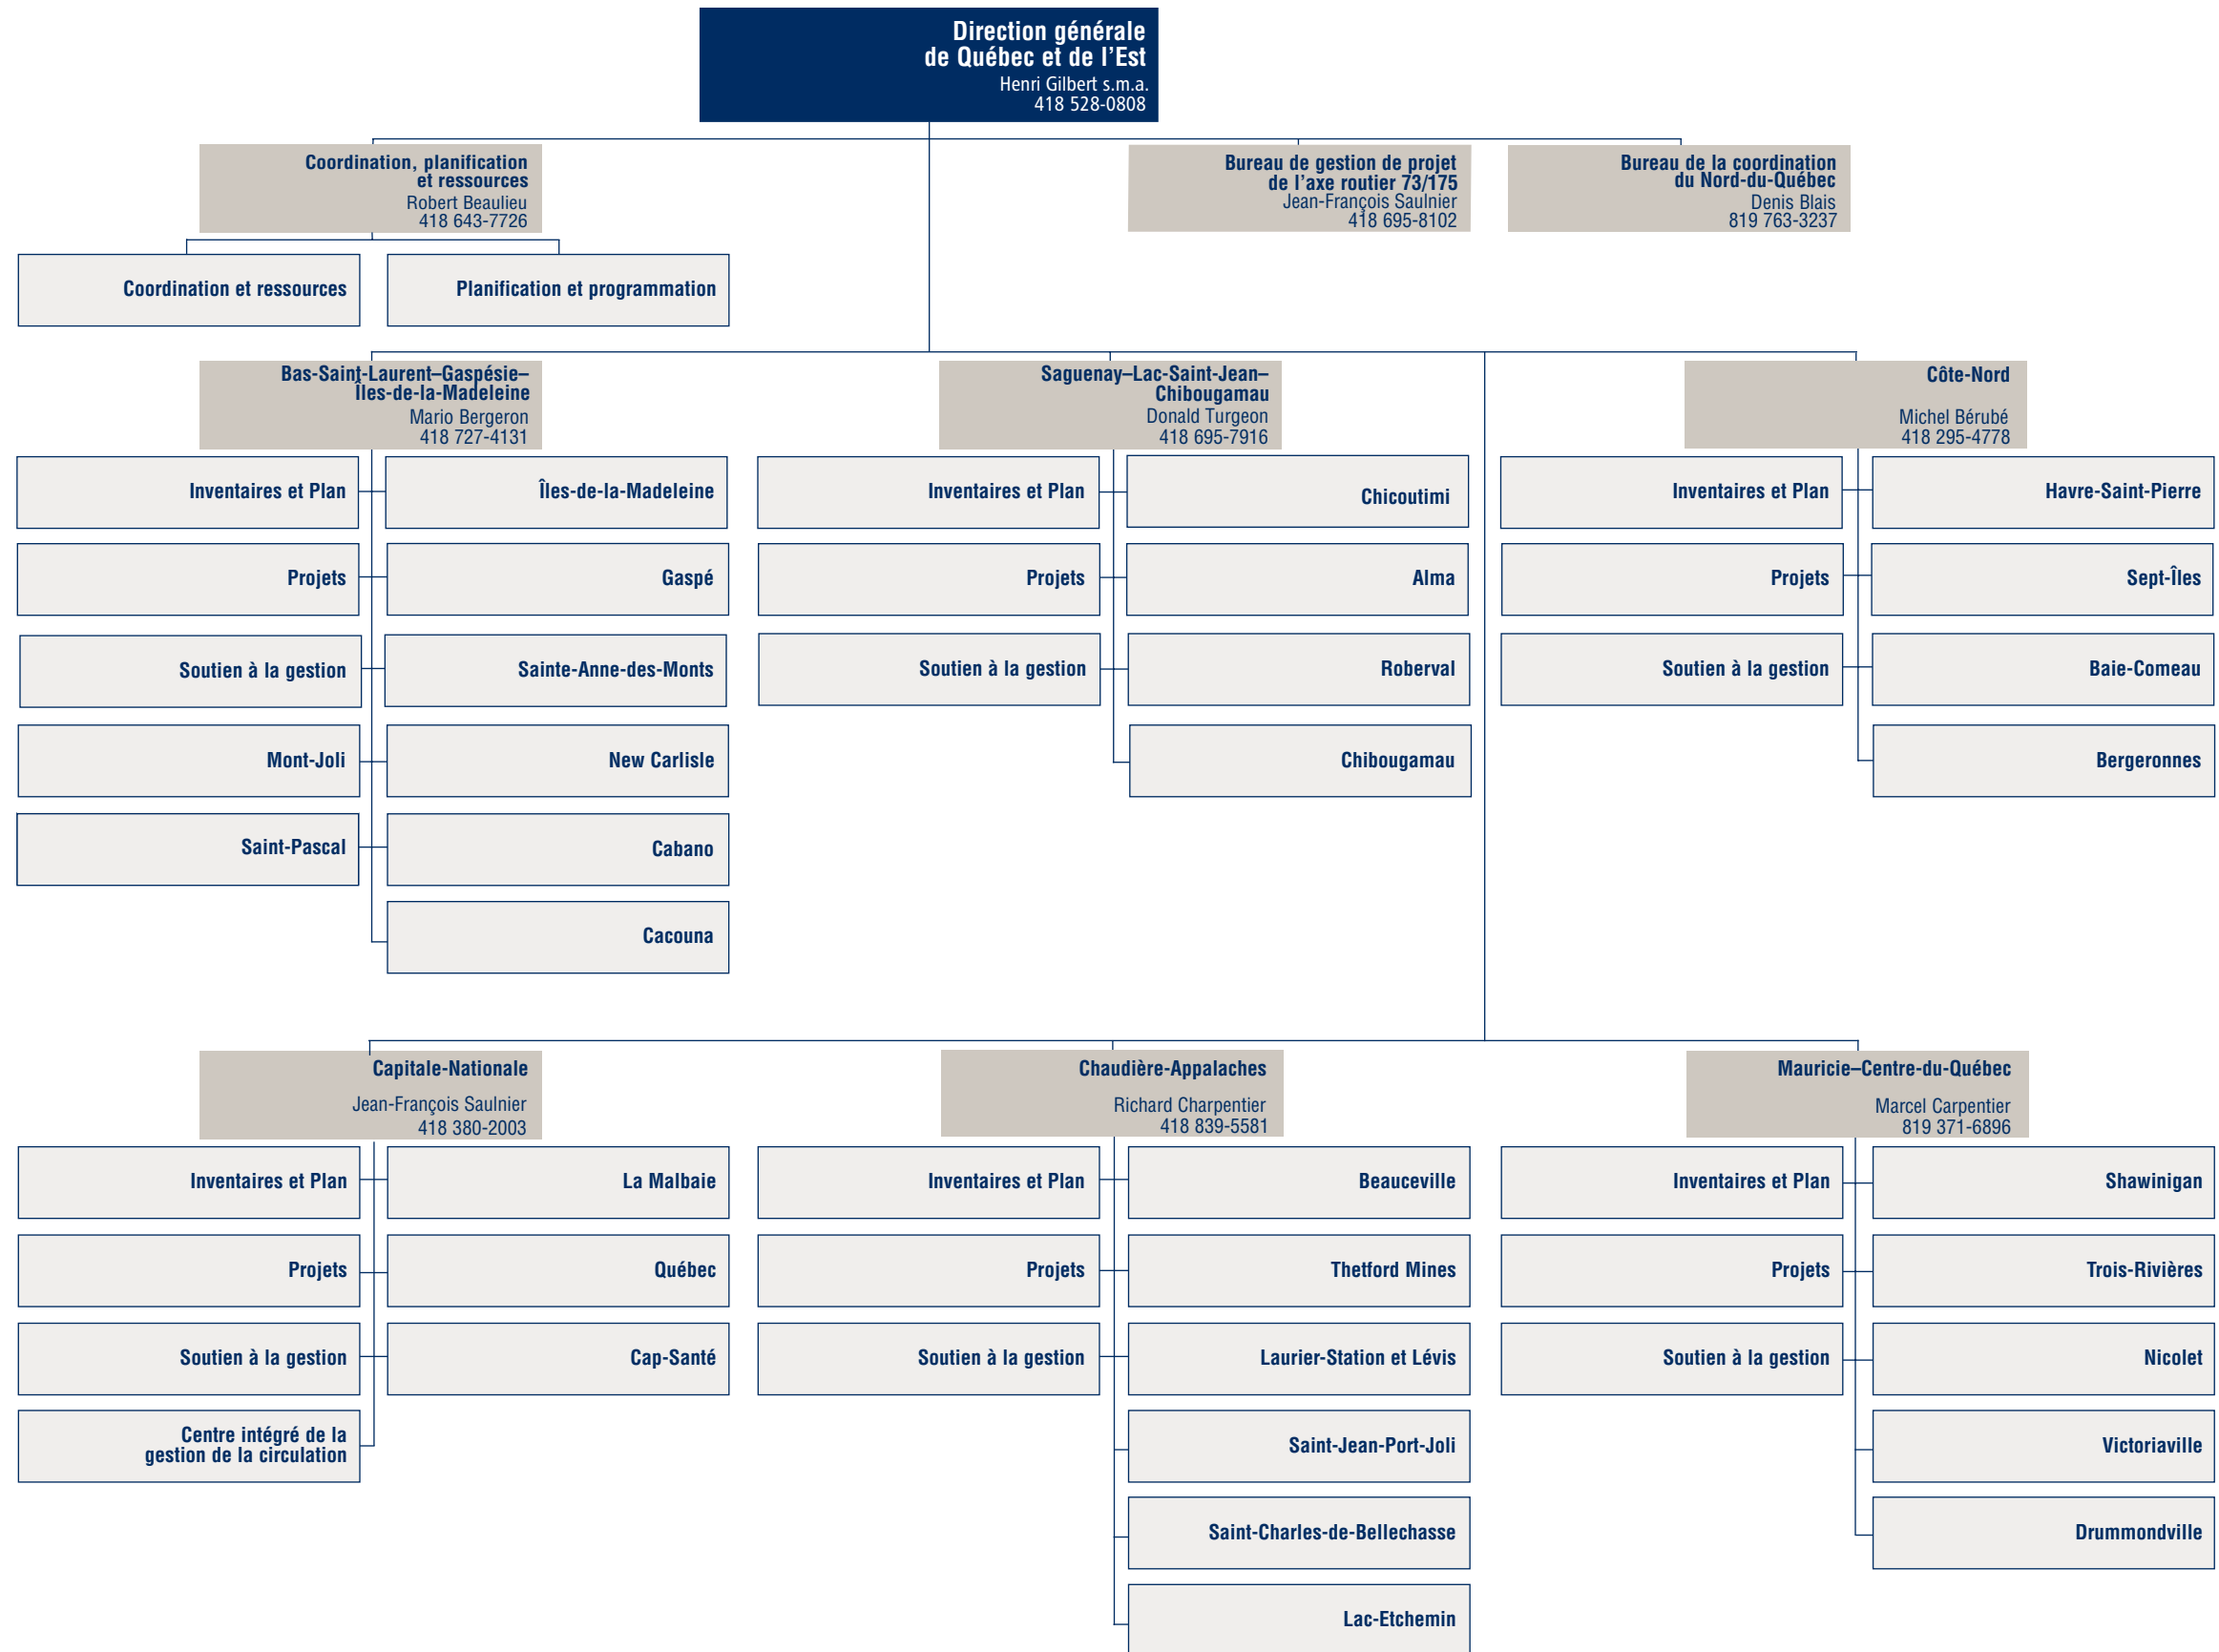 Direction générale
de Québec et de l'Est
Henri Gilbert s.m.a.
418 528-0808
Coordination, planification
et ressources
Robert Beaulieu
418 643-7726
Bureau de gestion de projet
de l'axe routier 73/175
Jean-François Saulnier
418 695-8102
Bureau de la coordination
du Nord-du-Québec
Denis Blais
819 763-3237
Coordination et ressources
Planification et programmation
Bas-Saint-Laurent–Gaspésie–
Îles-de-la-Madeleine
Mario Bergeron
418 727-4131
Inventaires et Plan
Îles-de-la-Madeleine
Projets
Gaspé
Soutien à la gestion
Sainte-Anne-des-Monts
Mont-Joli
New Carlisle
Saint-Pascal
Cabano
Cacouna
Saguenay–Lac-Saint-Jean–
Chibougamau
Donald Turgeon
418 695-7916
Inventaires et Plan
Chicoutimi
Projets
Alma
Soutien à la gestion
Roberval
Chibougamau
Côte-Nord
Michel Bérubé
418 295-4778
Inventaires et Plan
Havre-Saint-Pierre
Projets
Sept-Îles
Soutien à la gestion
Baie-Comeau
Bergeronnes
Capitale-Nationale
Jean-François Saulnier
418 380-2003
Inventaires et Plan
La Malbaie
Projets
Québec
Soutien à la gestion
Cap-Santé
Centre intégré de la
gestion de la circulation
Chaudière-Appalaches
Richard Charpentier
418 839-5581
Inventaires et Plan
Beauceville
Projets
Thetford Mines
Soutien à la gestion
Laurier-Station et Lévis
Saint-Jean-Port-Joli
Saint-Charles-de-Bellechasse
Lac-Etchemin
Mauricie–Centre-du-Québec
Marcel Carpentier
819 371-6896
Inventaires et Plan
Shawinigan
Projets
Trois-Rivières
Soutien à la gestion
Nicolet
Victoriaville
Drummondville